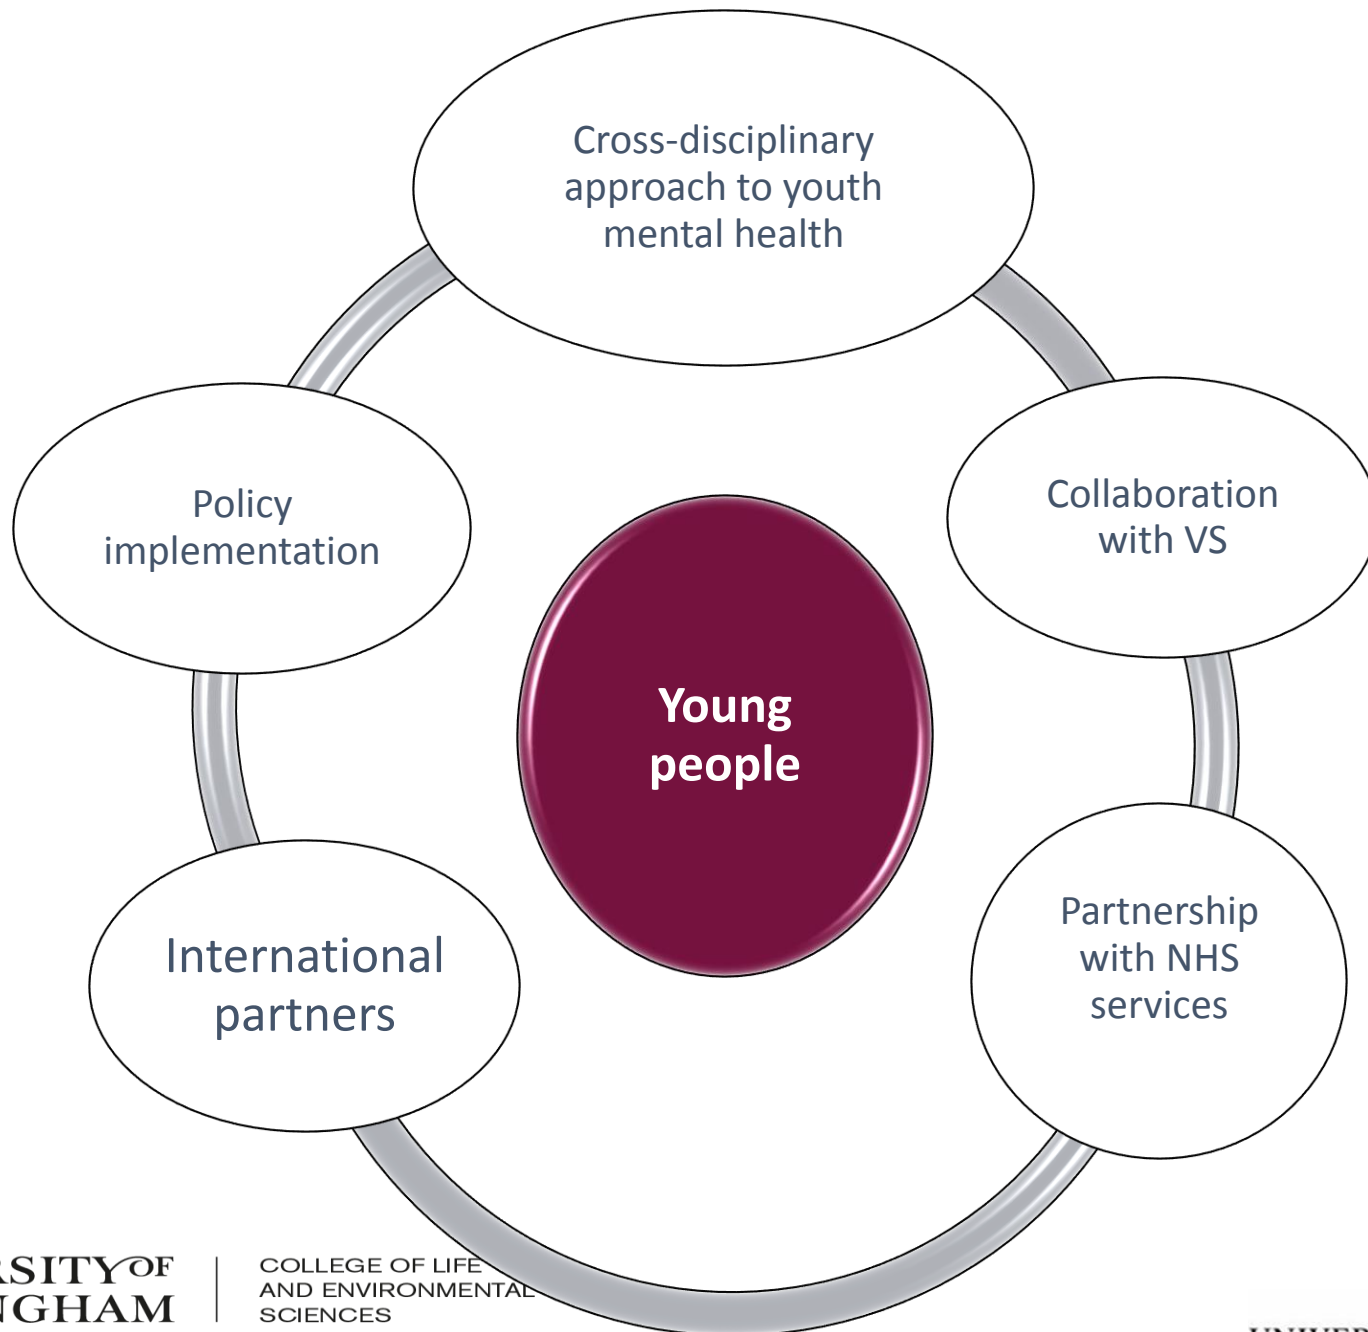 Cross-disciplinary
approach to youth
mental health
Policy
implementation
Collaboration
with VS
Young
people
International
partners
Partnership
with NHS
services
RSITY OF
NGHAM
COLLEGE OF LIFE
AND ENVIRONMENTAL
SCIENCES